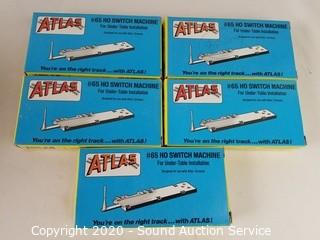 ATLAS
#65 HO SWITCH MACHINE
For Under-Table Installation
You're on the right track...with ATLAS!
ATLAS
#65 HO SWITCH MACHINE
For Under-Table Installation
You're on the right track...with ATLAS!
ATLAS
#65 HO SWITCH MACHINE
For Under-Table Installation
You're on the right track...with ATLAS!
ATLAS
#65 HO SWITCH MACHINE
For Under-Table Installation
You're on the right track...with ATLAS!
ATLAS
#65 HO SWITCH MACHINE
For Under-Table Installation
You're on the right track...with ATLAS!
Copyright 2020 - Sound Auction Service